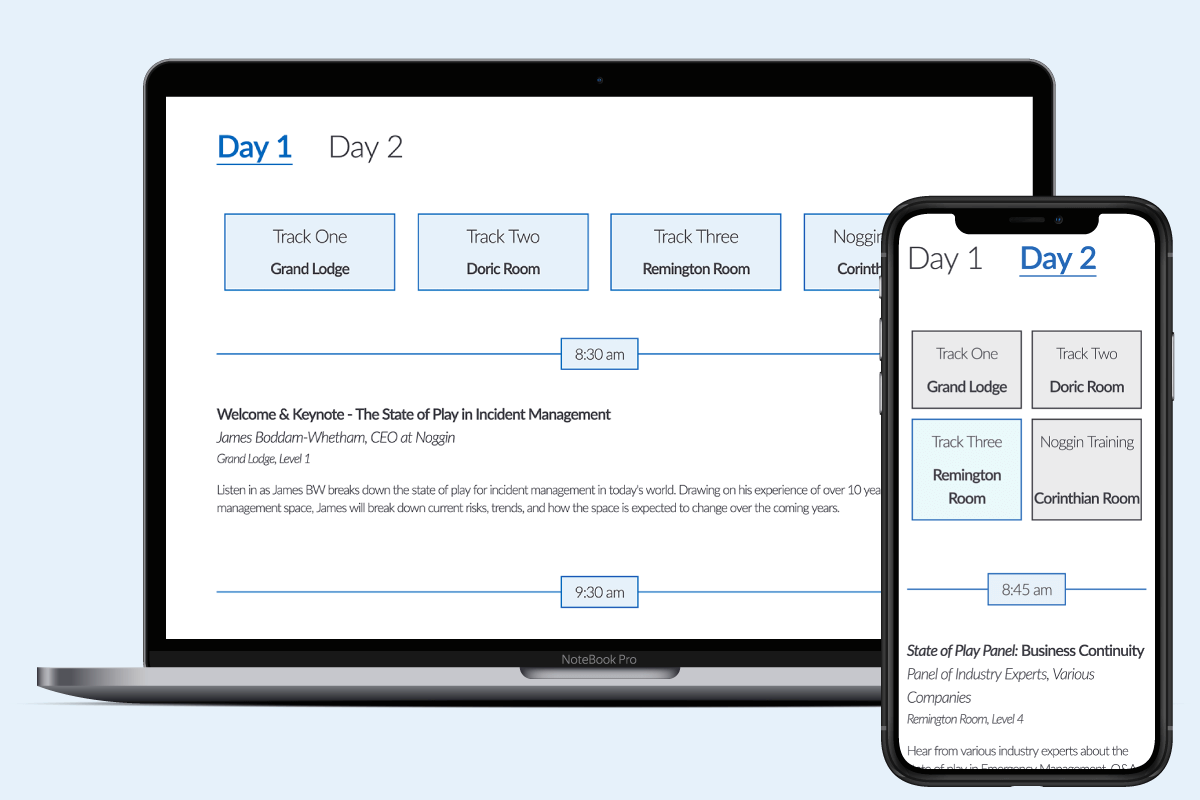 Day 1 Day 2
Track One Track Two Track Three Noggin
Grand Lodge Doric Room Remington Room Corinth
8:30 am
Welcome & Keynote - The State of Play in Incident Management
James Boddam-Whetham, CEO at Noggin
Grand Lodge, Level 1
Listen in as James BW breaks down the state of play for incident management in today's world. Drawing on his experience of over 10 yea
management space, James will break down current risks, trends, and how the space is expected to change over the coming years.
9:30 am
NoteBook Pro
Day 1 Day 2
Track One Track Two
Grand Lodge Doric Room
Track Three Noggin Training
Remington
Room Corinthian Room
8:45 am
State of Play Panel: Business Continuity
Panel of Industry Experts, Various
Companies
Remington Room, Level 4
Hear from various industry experts about the
state of play in Emergency Management. Q&A